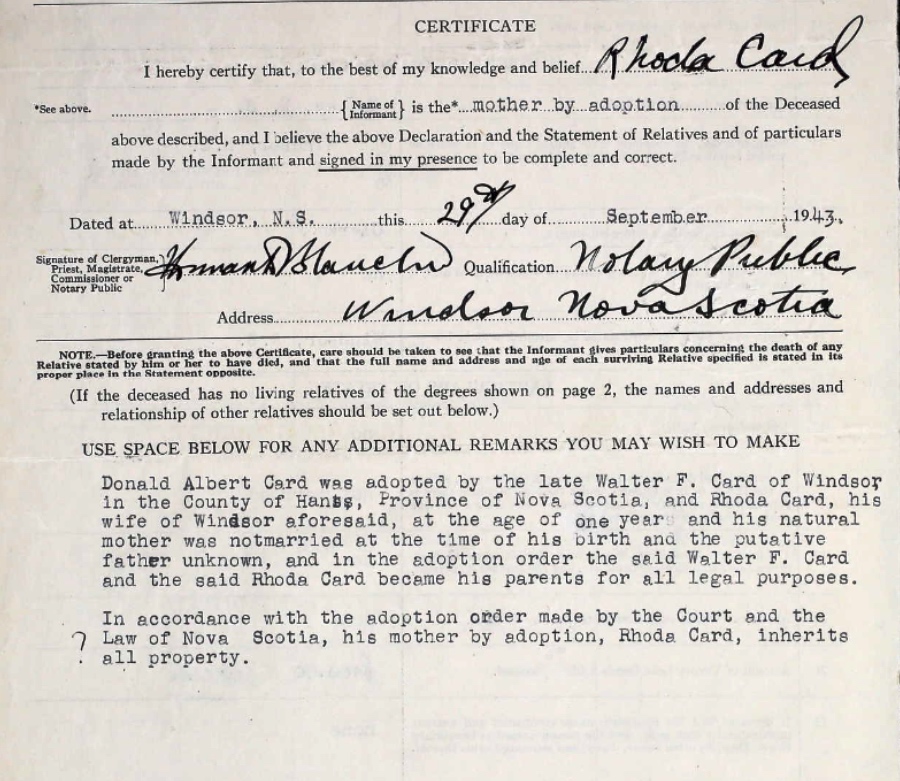 CERTIFICATE
I hereby certify that, to the best of my knowledge and belief Rhoda Card
*See above. { Name of Informant } is the* mother by adoption of the Deceased
above described, and I believe the above Declaration and the Statement of Relatives and of particulars
made by the Informant and signed in my presence to be complete and correct.
Dated at Windsor, N.S. this 29th day of September, 1943.
Signature of Clergyman, Priest, Magistrate, Commissioner or Notary Public } Qualification Notary Public
Address Windsor Nova Scotia
NOTE.—Before granting the above Certificate, care should be taken to see that the Informant gives particulars concerning the death of any
Relative stated by him or her to have died, and that the full name and address and age of each surviving Relative specified is stated in its
proper place in the Statement opposite.
(If the deceased has no living relatives of the degrees shown on page 2, the names and addresses and
relationship of other relatives should be set out below.)
USE SPACE BELOW FOR ANY ADDITIONAL REMARKS YOU MAY WISH TO MAKE
Donald Albert Card was adopted by the late Walter F. Card of Windsor
in the County of Hants, Province of Nova Scotia, and Rhoda Card, his
wife of Windsor aforesaid, at the age of one year and his natural
mother was notmarried at the time of his birth and the putative
father unknown, and in the adoption order the said Walter F. Card
and the said Rhoda Card became his parents for all legal purposes.
In accordance with the adoption order made by the Court and the
? Law of Nova Scotia, his mother by adoption, Rhoda Card, inherits
all property.